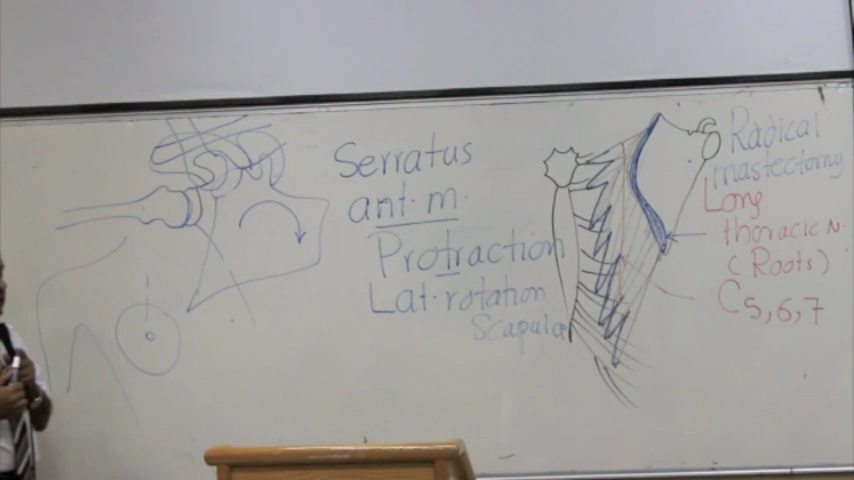 Serratus
ant. m.
Protraction
Lat. rotation
Scapula
Radical
mastectomy
Long
thoracic N.
(Roots)
C5,6,7